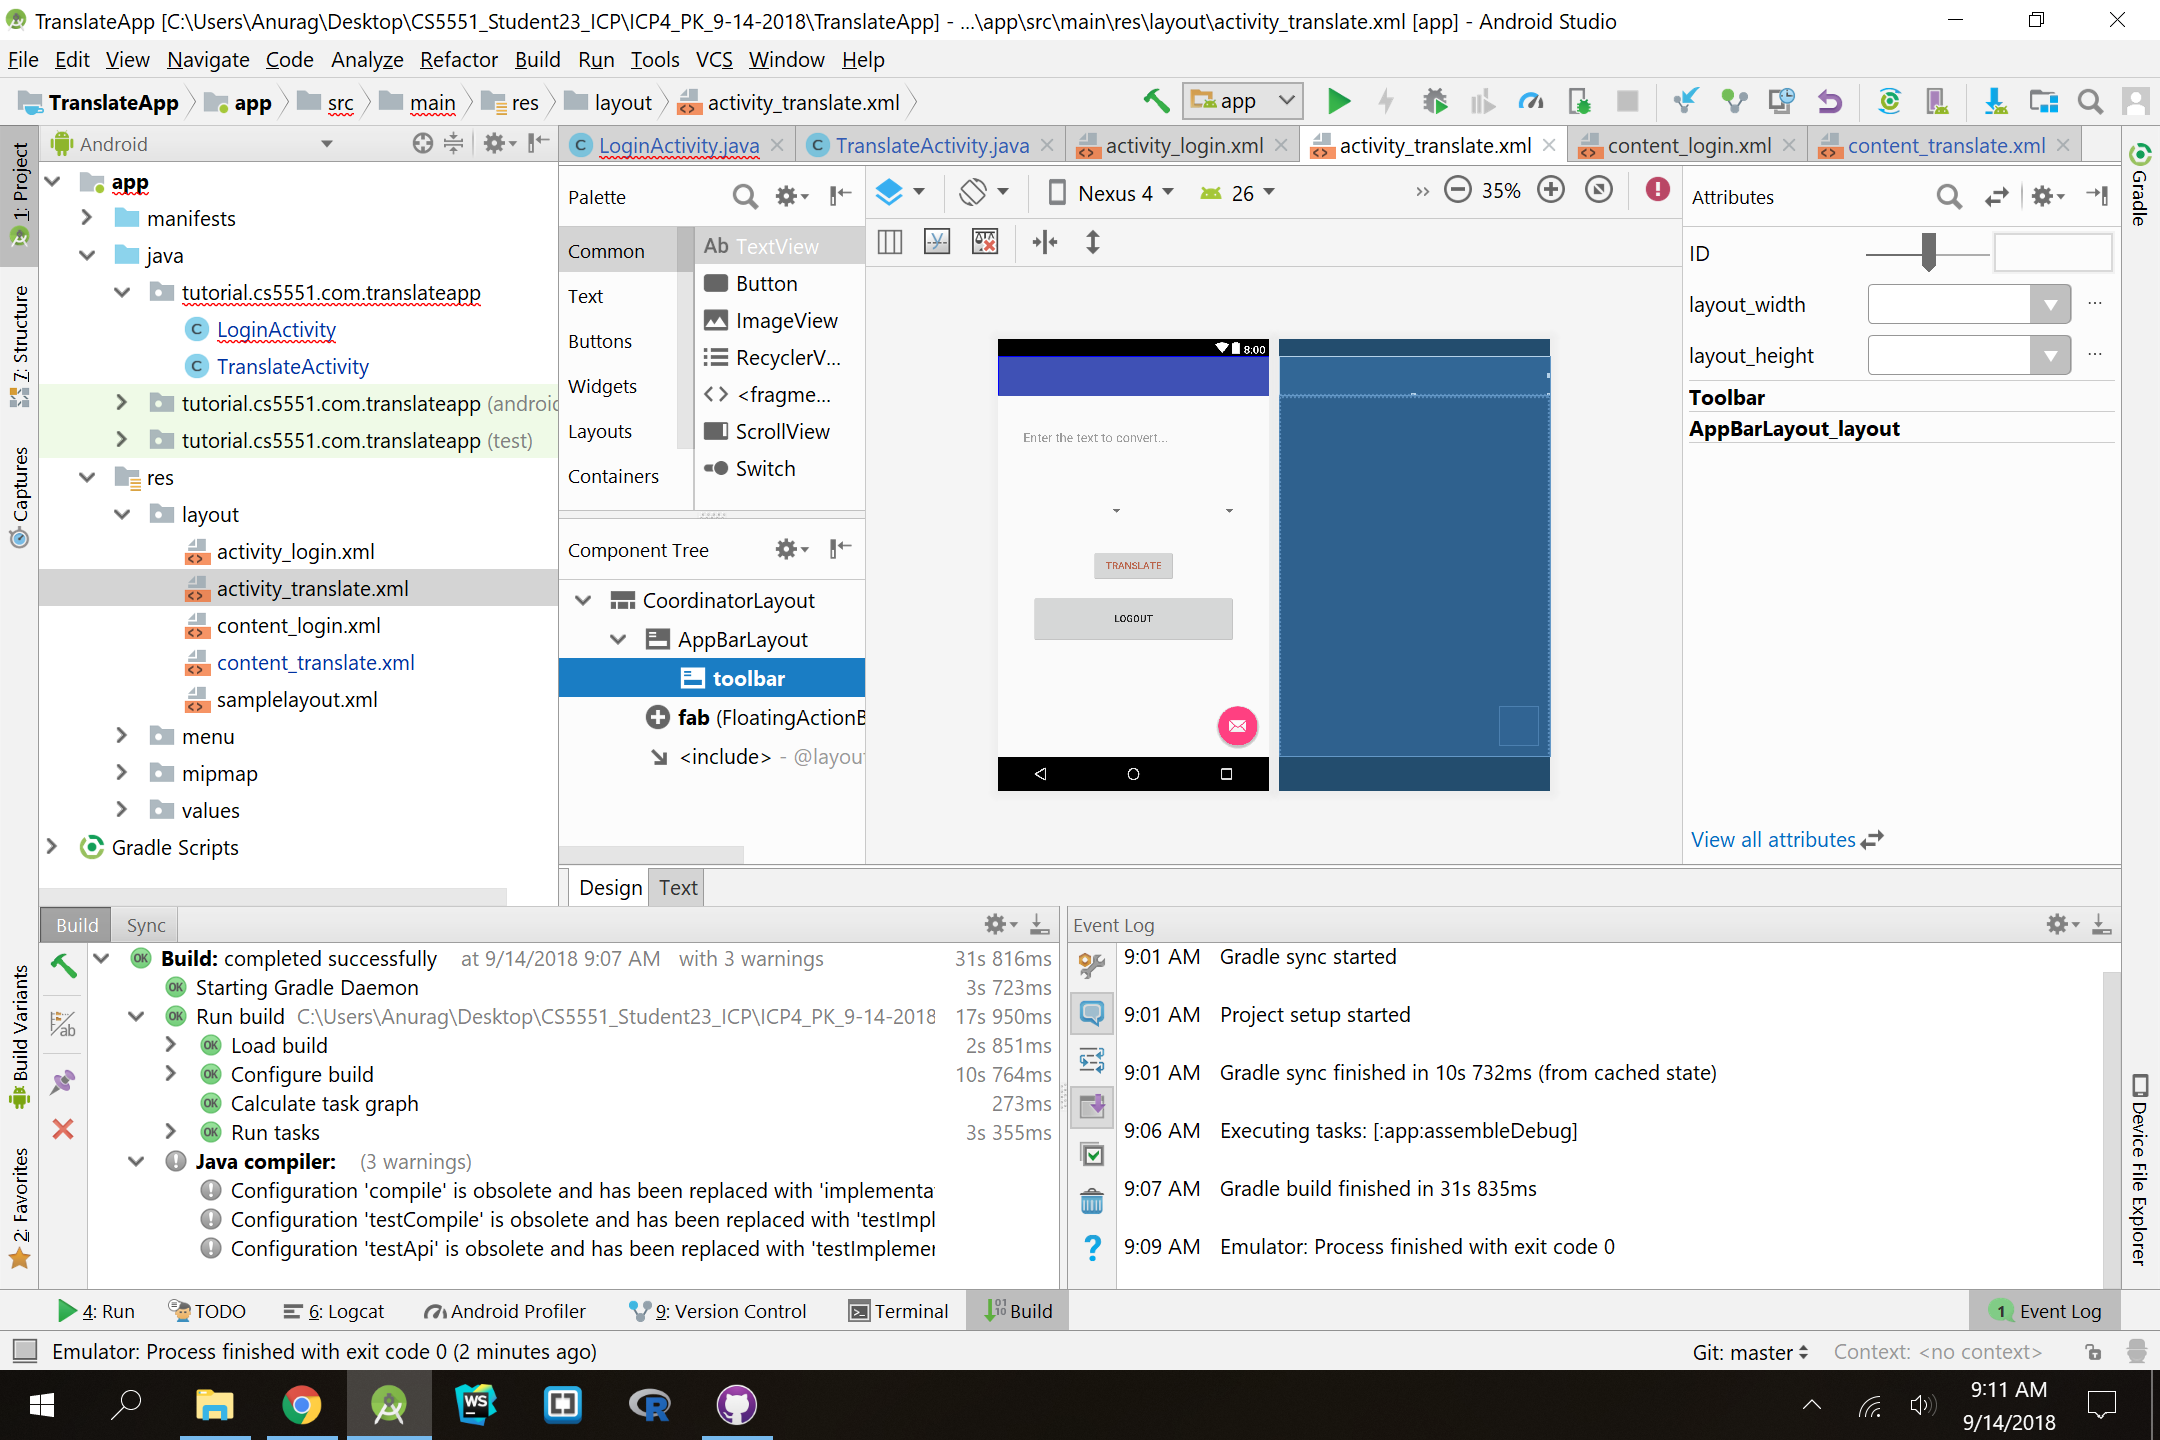 TranslateApp [C:\Users\Anurag\Desktop\CS5551_Student23_ICP\ICP4_PK_9-14-2018\TranslateApp] - ...\app\src\main\res\layout\activity_translate.xml [app] - Android Studio
File Edit View Navigate Code Analyze Refactor Build Run Tools VCS Window Help
TranslateApp app src main res layout activity_translate.xml
app
Android
LoginActivity.java
TranslateActivity.java
activity_login.xml
activity_translate.xml
content_login.xml
content_translate.xml
1: Project
7: Structure
Captures
Build Variants
2: Favorites
app
manifests
java
tutorial.cs5551.com.translateapp
LoginActivity
TranslateActivity
tutorial.cs5551.com.translateapp (androic
tutorial.cs5551.com.translateapp (test)
res
layout
activity_login.xml
activity_translate.xml
content_login.xml
content_translate.xml
samplelayout.xml
menu
mipmap
values
Gradle Scripts
Palette
Common
Text
Buttons
Widgets
Layouts
Containers
Ab TextView
Button
ImageView
RecyclerV...
<fragme...
ScrollView
Switch
Component Tree
CoordinatorLayout
AppBarLayout
toolbar
fab (FloatingActionB
<include> - @layou
Nexus 4
26
35%
8:00
Enter the text to convert...
TRANSLATE
LOGOUT
Attributes
ID
layout_width
layout_height
Toolbar
AppBarLayout_layout
View all attributes
Gradle
Device File Explorer
Design Text
Build Sync
Build: completed successfully at 9/14/2018 9:07 AM with 3 warnings 31s 816ms
Starting Gradle Daemon 3s 723ms
Run build C:\Users\Anurag\Desktop\CS5551_Student23_ICP\ICP4_PK_9-14-2018 17s 950ms
Load build 2s 851ms
Configure build 10s 764ms
Calculate task graph 273ms
Run tasks 3s 355ms
Java compiler: (3 warnings)
Configuration 'compile' is obsolete and has been replaced with 'implementa
Configuration 'testCompile' is obsolete and has been replaced with 'testImpl
Configuration 'testApi' is obsolete and has been replaced with 'testImplemen
Event Log
9:01 AM Gradle sync started
9:01 AM Project setup started
9:01 AM Gradle sync finished in 10s 732ms (from cached state)
9:06 AM Executing tasks: [:app:assembleDebug]
9:07 AM Gradle build finished in 31s 835ms
9:09 AM Emulator: Process finished with exit code 0
4: Run TODO 6: Logcat Android Profiler 9: Version Control Terminal Build
1 Event Log
Emulator: Process finished with exit code 0 (2 minutes ago)
Git: master Context: <no context>
WS
R
9:11 AM
9/14/2018